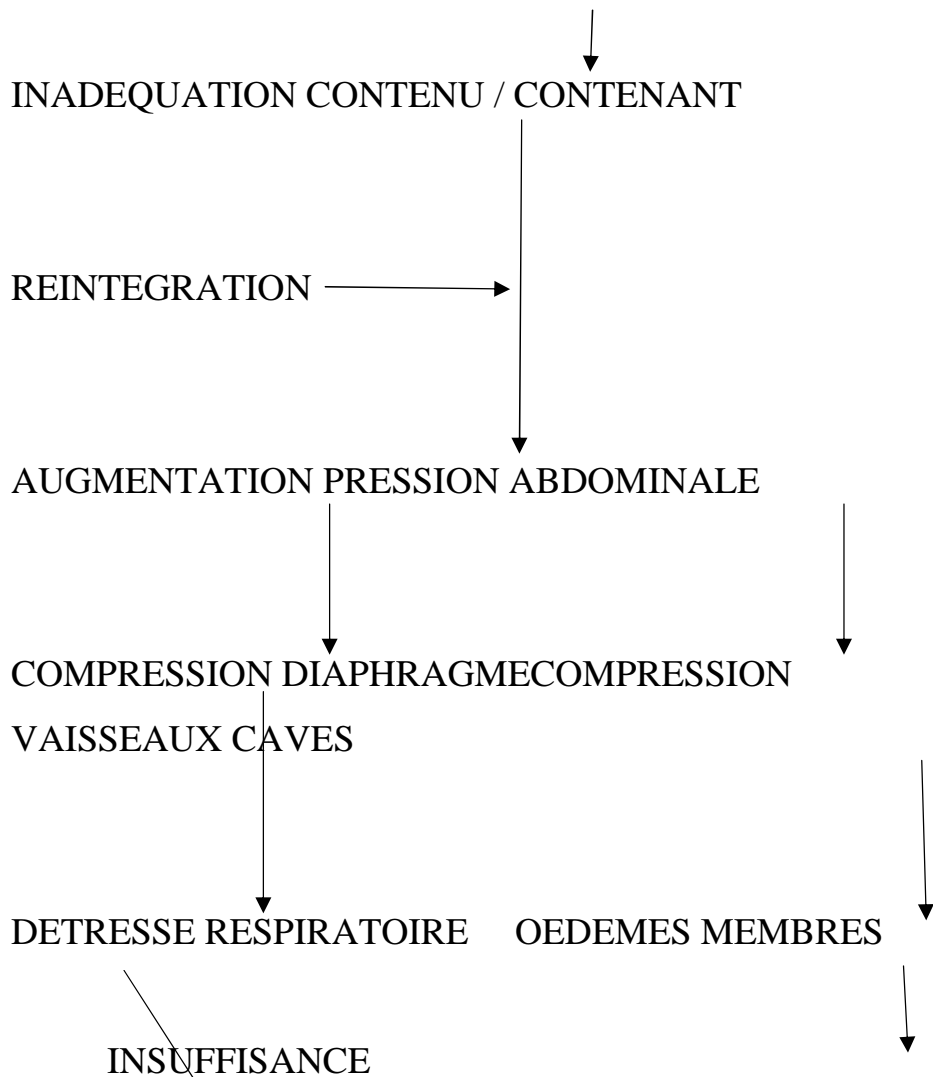 INADEQUATION CONTENU / CONTENANT
REINTEGRATION
AUGMENTATION PRESSION ABDOMINALE
COMPRESSION DIAPHRAGMECOMPRESSION
VAISSEAUX CAVES
DETRESSE RESPIRATOIRE OEDEMES MEMBRES
INSUFFISANCE